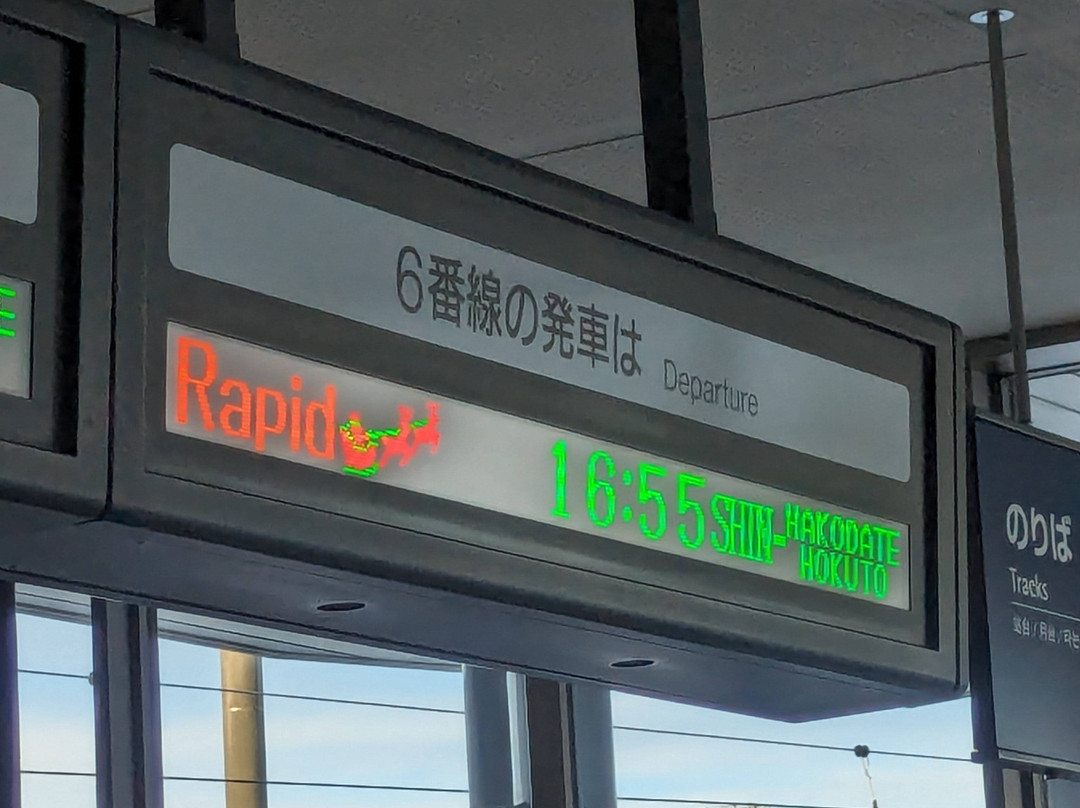 6番線の発車は Departure
Rapid 16:55 SHIN-HAKODATE HOKUTO
のりば
Tracks